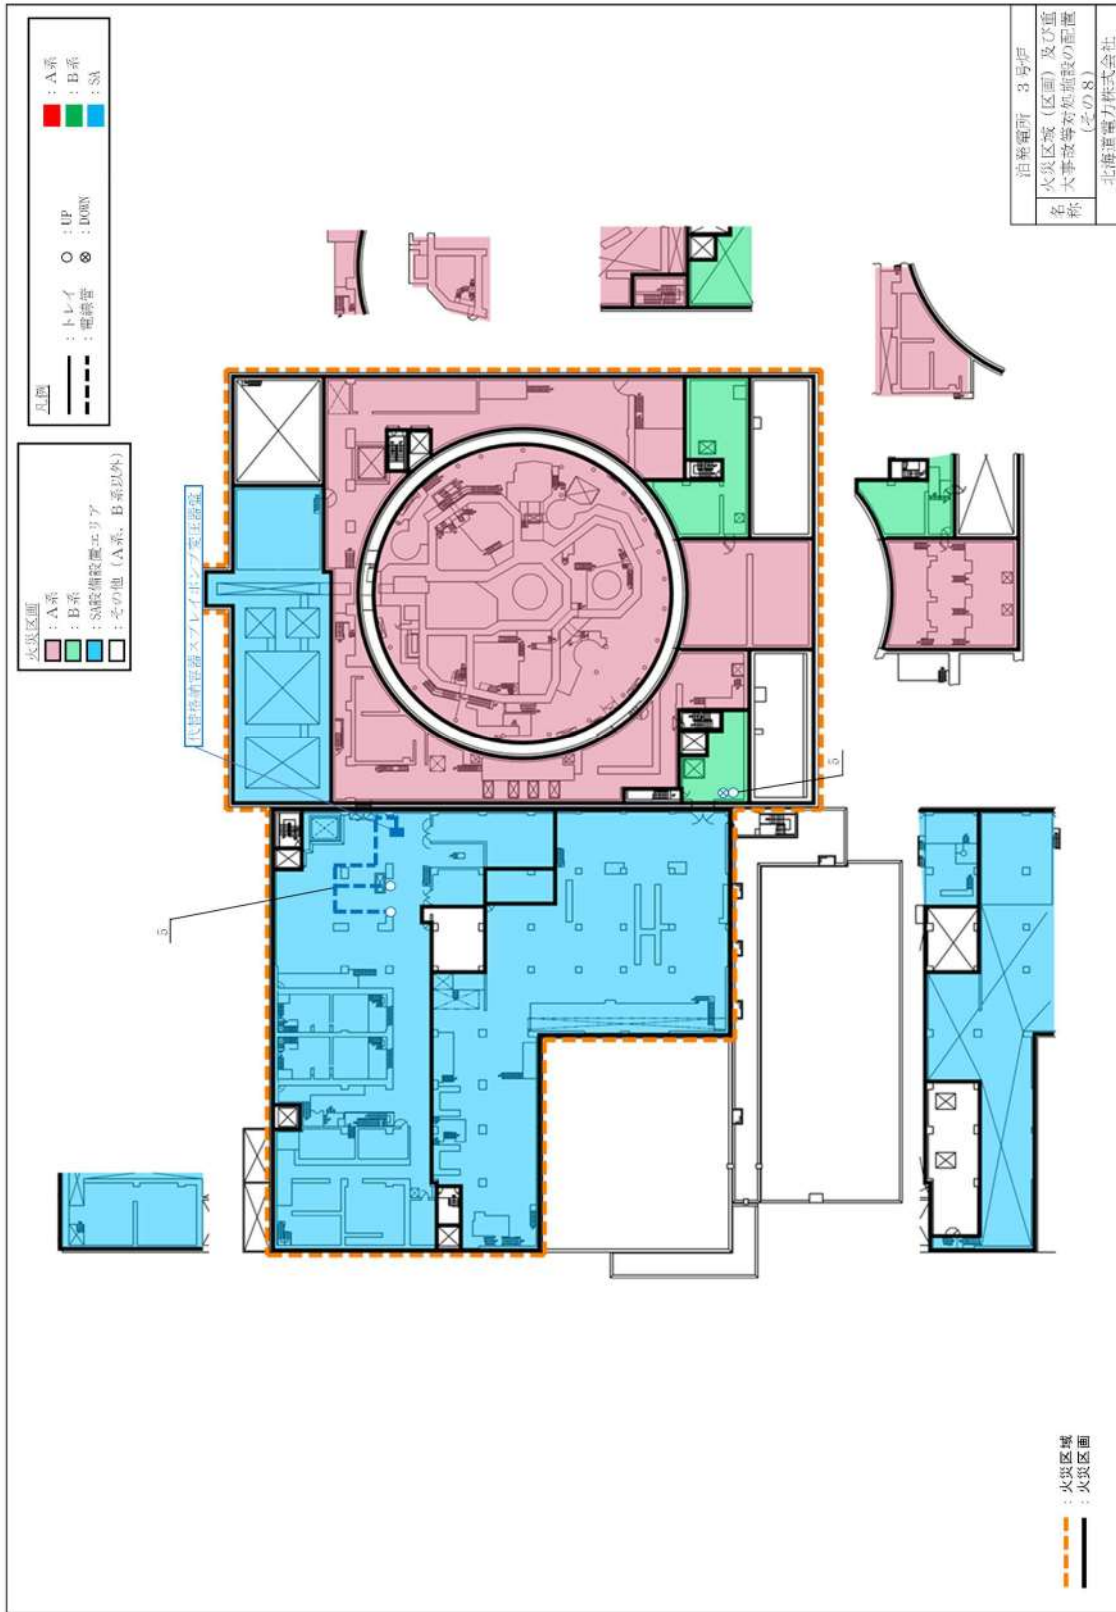 凡例
：トレイ
：電線管
○：UP
⊗：DOWN
：A系
：B系
：SA
火災区画
：A系
：B系
：SA設備設置エリア
：その他（A系、B系以外）
代替格納容器スプレイポンプ変圧器盤
5
5
：火災区域
：火災区画
泊発電所 3号炉
名称
火災区域（区画）及び重
大事故等対処施設の配置
（その8）
北海道電力株式会社